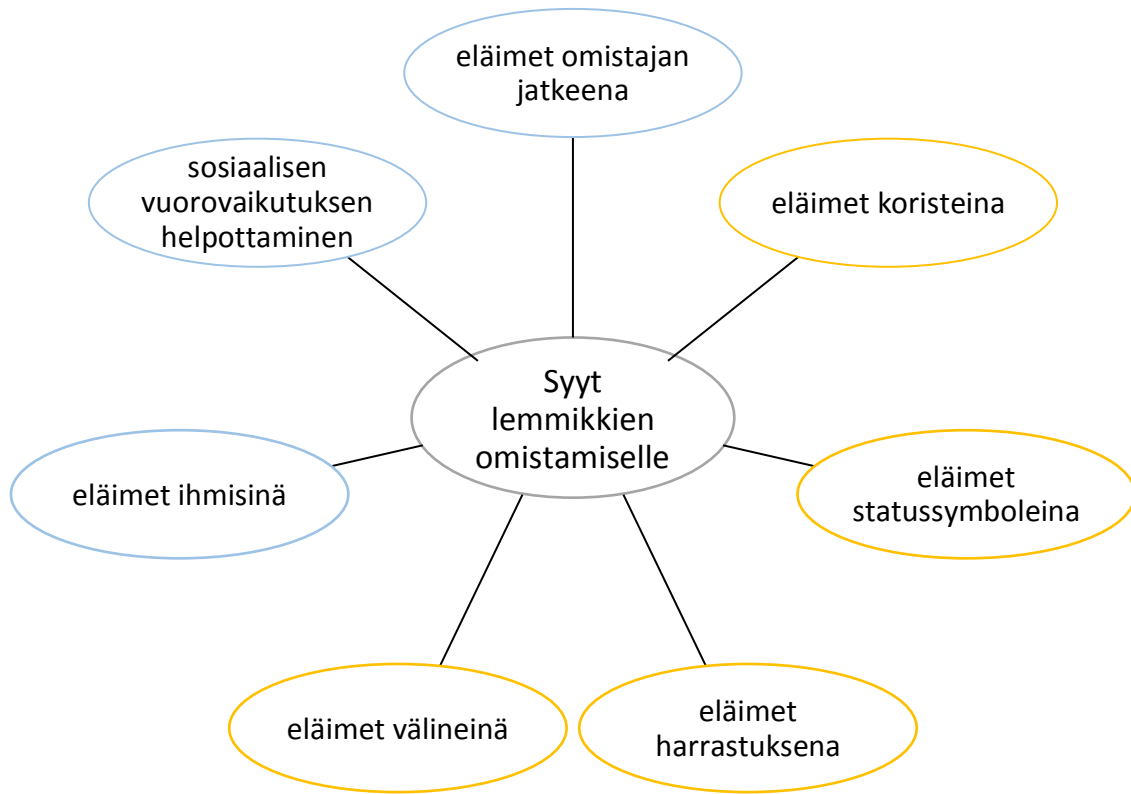 eläimet omistajan
jatkeena
sosiaalisen
vuorovaikutuksen
helpottaminen
eläimet koristeina
Syyt
lemmikkien
omistamiselle
eläimet ihmisinä
eläimet
statussymboleina
eläimet välineinä
eläimet
harrastuksena